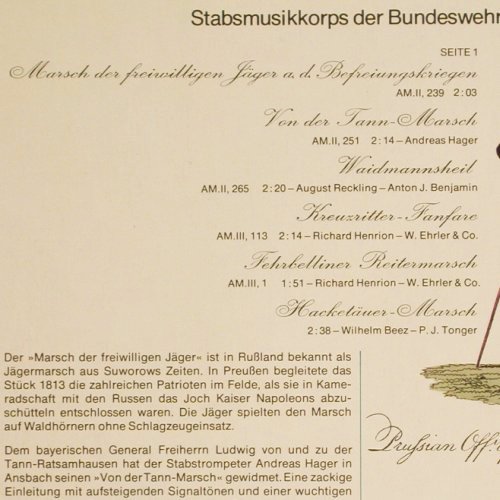 Stabsmusikkorps der Bundeswehr
SEITE 1
Marsch der freiwilligen Jäger a. d. Befreiungskriegen
AM.II, 239 2:03
Von der Tann-Marsch
AM.II, 251 2:14–Andreas Hager
Waidmannsheil
AM.II, 265 2:20–August Reckling–Anton J. Benjamin
Kreuzritter-Fanfare
AM.III, 113 2:14–Richard Henrion–W. Ehrler & Co.
Fehrbelliner Reitermarsch
AM.III, 1 1:51–Richard Henrion–W. Ehrler & Co.
Hacketäuer-Marsch
2:38–Wilhelm Beez–P. J. Tonger
Der »Marsch der freiwilligen Jäger« ist in Rußland bekannt als
Jägermarsch aus Suworows Zeiten. In Preußen begleitete das
Stück 1813 die zahlreichen Patrioten im Felde, als sie in Kame-
radschaft mit den Russen das Joch Kaiser Napoleons abzu-
schütteln entschlossen waren. Die Jäger spielten den Marsch
auf Waldhörnern ohne Schlagzeugeinsatz.
Dem bayerischen General Freiherrn Ludwig von und zu der
Tann-Ratsamhausen hat der Stabstrompeter Andreas Hager in
Ansbach seinen »Von der Tann-Marsch« gewidmet. Eine zackige
Einleitung mit aufsteigenden Signaltönen und einer wuchtigen
Prussian Off